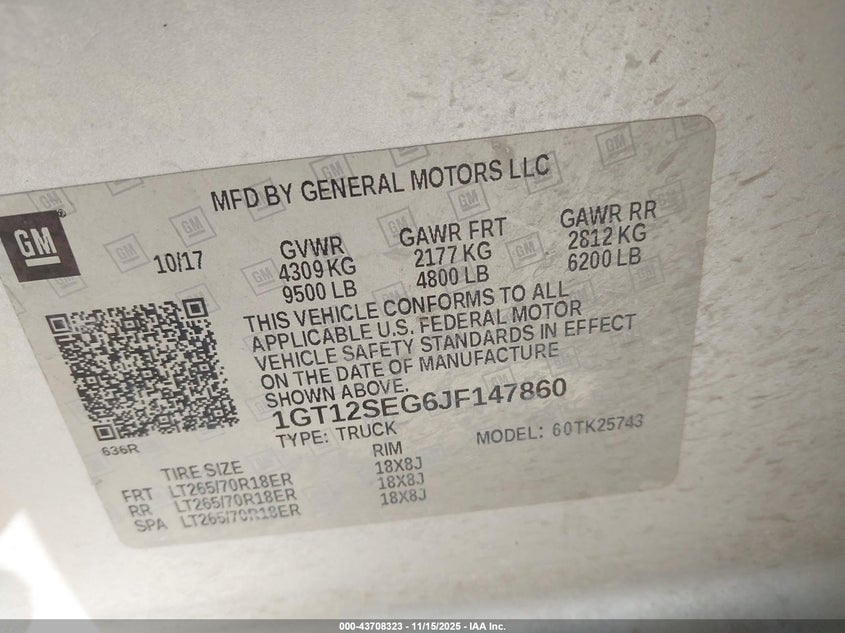 MFD BY GENERAL MOTORS LLC
GM
10/17
GVWR
4309 KG
9500 LB
GAWR FRT
2177 KG
4800 LB
GAWR RR
2812 KG
6200 LB
THIS VEHICLE CONFORMS TO ALL
APPLICABLE U.S. FEDERAL MOTOR
VEHICLE SAFETY STANDARDS IN EFFECT
ON THE DATE OF MANUFACTURE
SHOWN ABOVE.
1GT12SEG6JF147860
TYPE: TRUCK
MODEL: 60TK25743
636R
TIRE SIZE RIM
FRT LT265/70R18ER 18X8J
RR LT265/70R18ER 18X8J
SPA LT265/70R18ER 18X8J
000-43708323 — 11/15/2025 — IAA Inc.